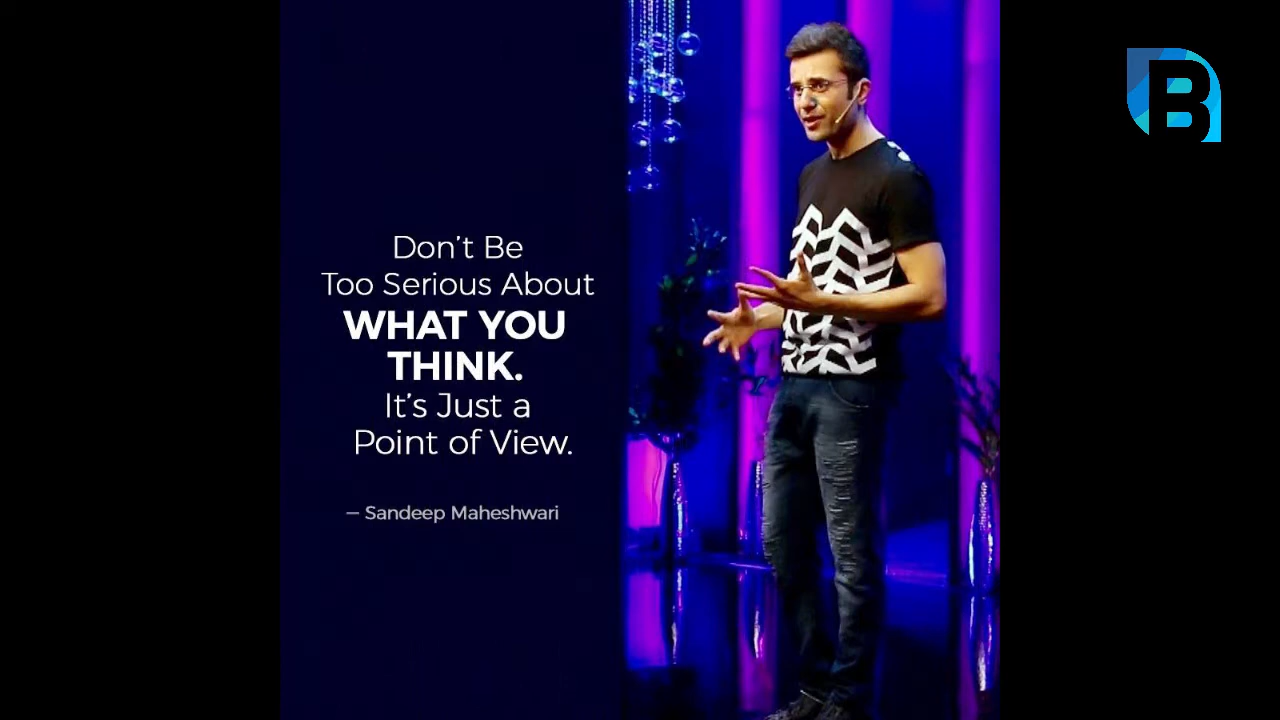 Don't Be
Too Serious About
WHAT YOU
THINK.
It's Just a
Point of View.
— Sandeep Maheshwari
B